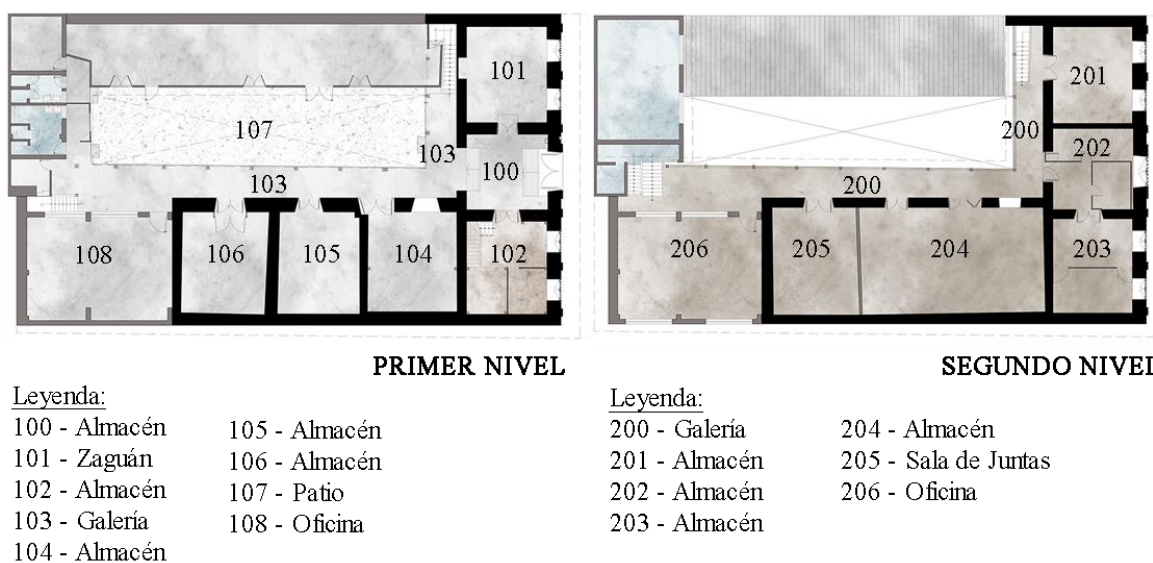 101
107
103
100
103
108
106
105
104
102
201
200
202
200
206
205
204
203
PRIMER NIVEL
Leyenda:
100 - Almacén
101 - Zaguán
102 - Almacén
103 - Galería
104 - Almacén
105 - Almacén
106 - Almacén
107 - Patio
108 - Oficina
SEGUNDO NIVEL
Leyenda:
200 - Galería
201 - Almacén
202 - Almacén
203 - Almacén
204 - Almacén
205 - Sala de Juntas
206 - Oficina